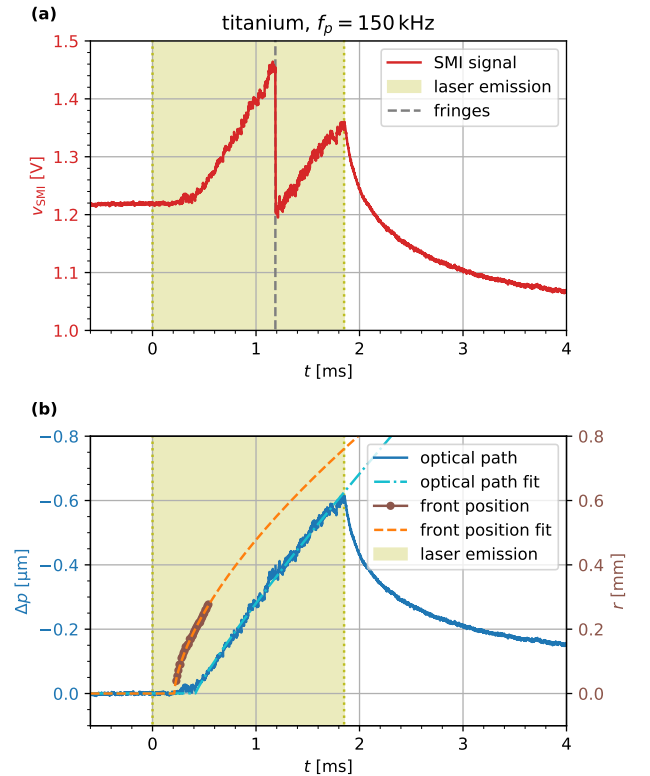 (a)
titanium, f_p = 150 kHz
1.5
1.4
1.3
1.2
1.1
1.0
v_SMI [V]
SMI signal
laser emission
fringes
0 1 2 3 4
t [ms]
(b)
−0.8
−0.6
−0.4
−0.2
0.0
Δp [µm]
optical path
optical path fit
front position
front position fit
laser emission
0.8
0.6
0.4
0.2
0.0
r [mm]
0 1 2 3 4
t [ms]